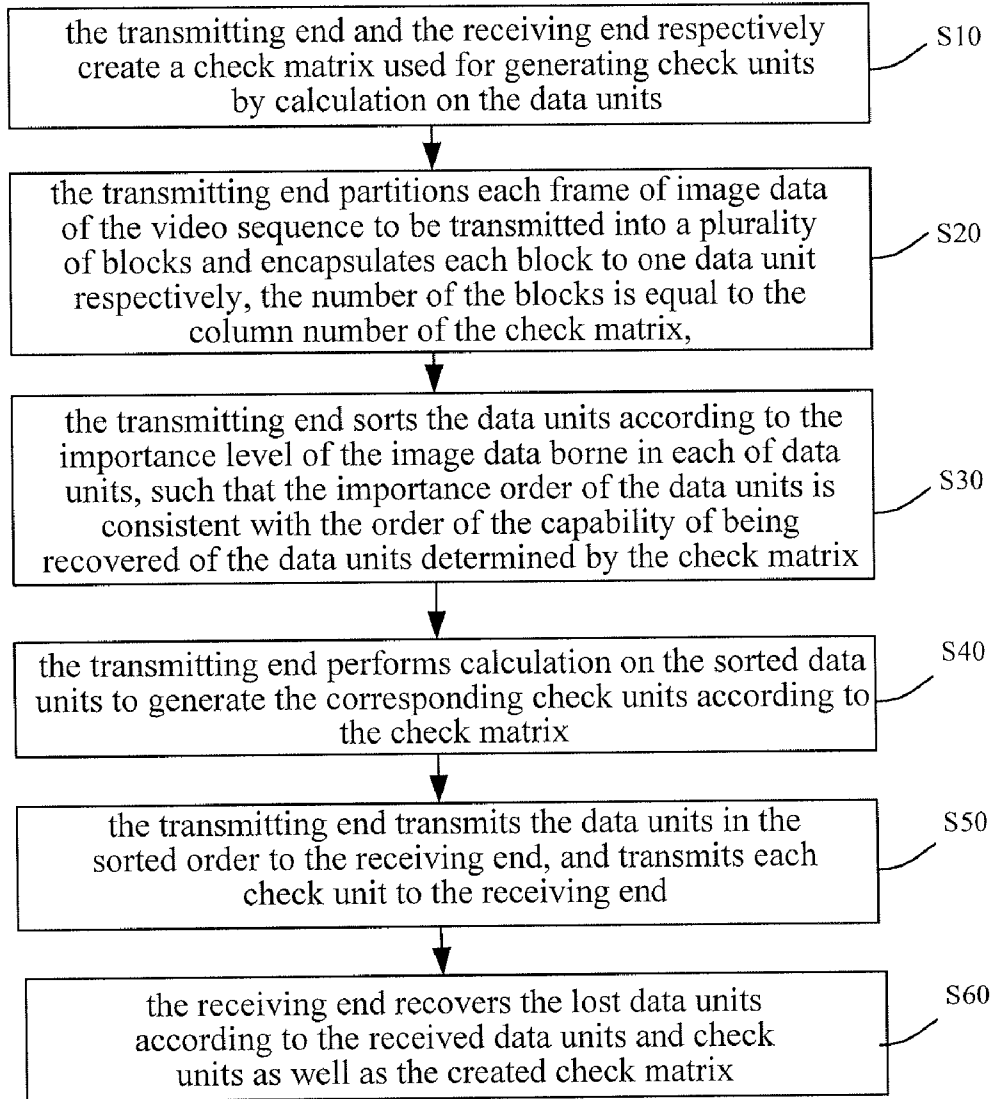 the transmitting end and the receiving end respectively
create a check matrix used for generating check units
by calculation on the data units
S10
the transmitting end partitions each frame of image data
of the video sequence to be transmitted into a plurality
of blocks and encapsulates each block to one data unit
respectively, the number of the blocks is equal to the
column number of the check matrix,
S20
the transmitting end sorts the data units according to the
importance level of the image data borne in each of data
units, such that the importance order of the data units is
consistent with the order of the capability of being
recovered of the data units determined by the check matrix
S30
the transmitting end performs calculation on the sorted data
units to generate the corresponding check units according to
the check matrix
S40
the transmitting end transmits the data units in the
sorted order to the receiving end, and transmits each
check unit to the receiving end
S50
the receiving end recovers the lost data units
according to the received data units and check
units as well as the created check matrix
S60